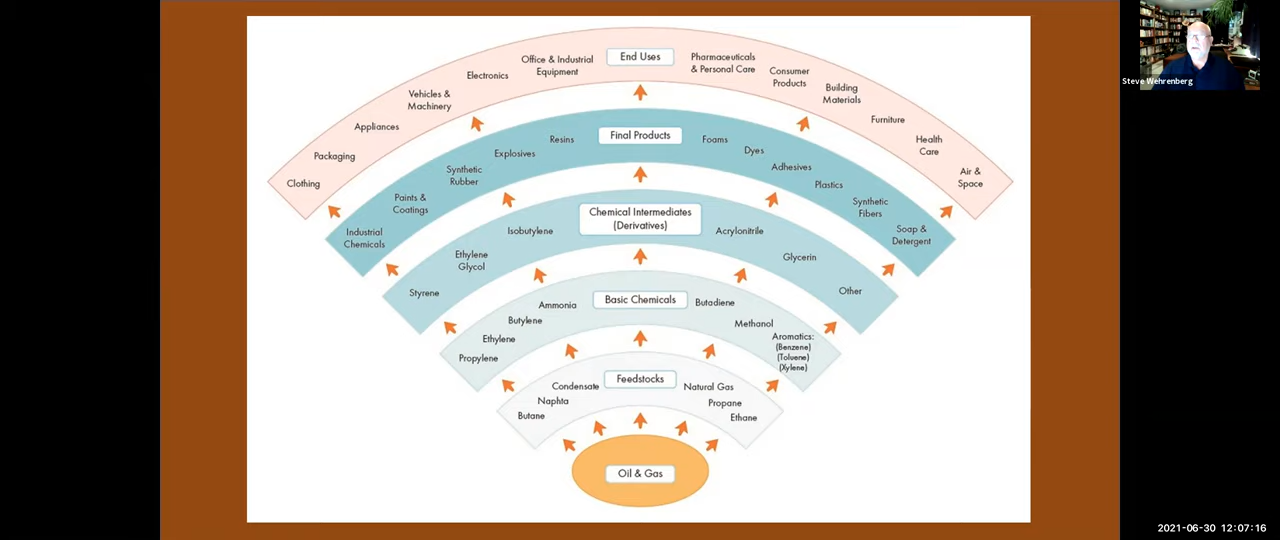 End Uses
Clothing
Packaging
Appliances
Vehicles &
Machinery
Electronics
Office & Industrial
Equipment
Pharmaceuticals
& Personal Care
Consumer
Products
Building
Materials
Furniture
Health
Care
Air &
Space
Final Products
Industrial
Chemicals
Paints &
Coatings
Synthetic
Rubber
Explosives
Resins
Foams
Dyes
Adhesives
Plastics
Synthetic
Fibers
Soap &
Detergent
Chemical Intermediates
(Derivatives)
Styrene
Ethylene
Glycol
Isobutylene
Acrylonitrile
Glycerin
Other
Basic Chemicals
Propylene
Ethylene
Butylene
Ammonia
Butadiene
Methanol
Aromatics:
(Benzene)
(Toluene)
(Xylene)
Feedstocks
Butane
Naphta
Condensate
Natural Gas
Propane
Ethane
Oil & Gas
Steve Wehrenberg
2021-06-30 12:07:16